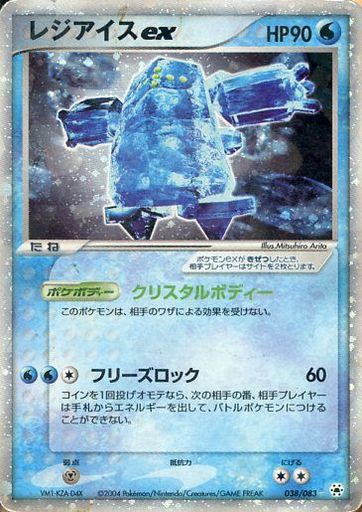 レジアイスex HP90
たね
Illus.Mitsuhiro Arita
ポケモンexがきぜつしたとき、
相手プレイヤーはサイドを2枚とります。
ポケボディー クリスタルボディー
このポケモンは、相手のワザによる効果を受けない。
フリーズロック 60
コインを1回投げオモテなら、次の相手の番、相手プレイヤー
は手札からエネルギーを出して、バトルポケモンにつける
ことができない。
弱点 抵抗力 にげる
VM1-KZA-D4X ©2004 Pokémon/Nintendo/Creatures/GAME FREAK 038/083